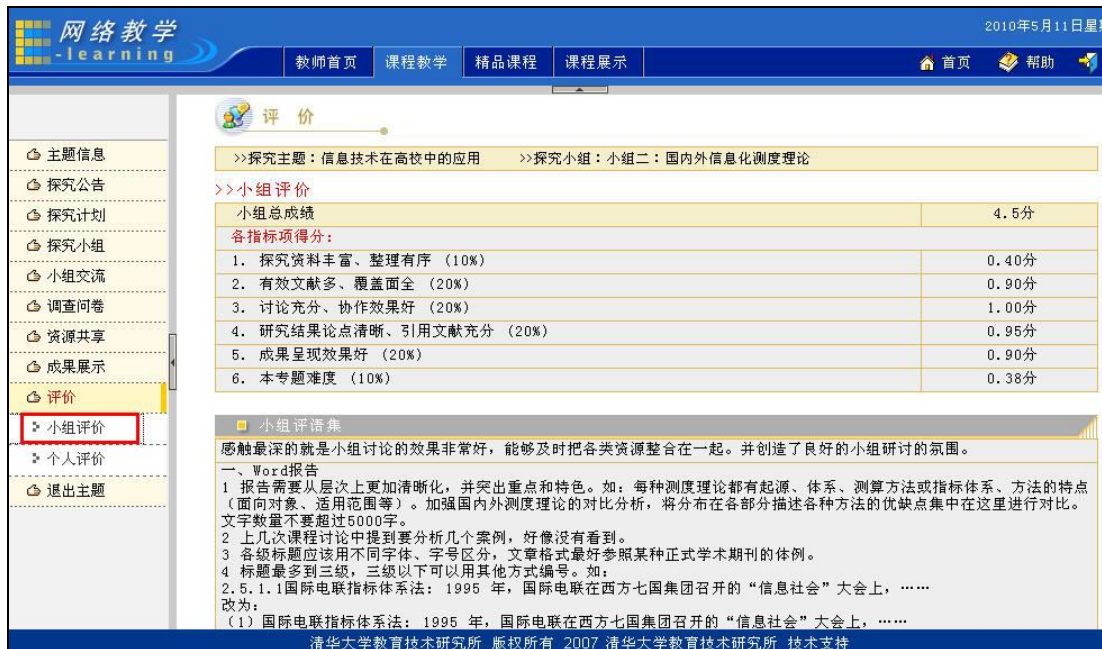 网络教学
-learning
2010年5月11日星
教师首页 课程教学 精品课程 课程展示 首页 帮助
评 价
主题信息
探究公告
探究计划
探究小组
小组交流
调查问卷
资源共享
成果展示
评价
小组评价
个人评价
退出主题
>>探究主题：信息技术在高校中的应用 >>探究小组：小组二：国内外信息化测度理论
>>小组评价
小组总成绩 4.5分
各指标项得分：
1. 探究资料丰富、整理有序 (10%) 0.40分
2. 有效文献多、覆盖面全 (20%) 0.90分
3. 讨论充分、协作效果好 (20%) 1.00分
4. 研究结果论点清晰、引用文献充分 (20%) 0.95分
5. 成果呈现效果好 (20%) 0.90分
6. 本专题难度 (10%) 0.38分
小组评语集
感触最深的就是小组讨论的效果非常好，能够及时把各类资源整合在一起。并创造了良好的小组研讨的氛围。
一、Word报告
1 报告需要从层次上更加清晰化，并突出重点和特色。如：每种测度理论都有起源、体系、测算方法或指标体系、方法的特点
（面向对象、适用范围等）。加强国内外测度理论的对比分析，将分布在各部分描述各种方法的优缺点集中在这里进行对比。
文字数量不要超过5000字。
2 上几次课程讨论中提到要分析几个案例，好像没有看到。
3 各级标题应该用不同字体、字号区分，文章格式最好参照某种正式学术期刊的体例。
4 标题最多到三级，三级以下可以用其他方式编号。如：
2.5.1.1国际电联指标体系法：1995 年，国际电联在西方七国集团召开的“信息社会”大会上，……
改为：
（1）国际电联指标体系法：1995 年，国际电联在西方七国集团召开的“信息社会”大会上，……
清华大学教育技术研究所 版权所有 2007 清华大学教育技术研究所 技术支持